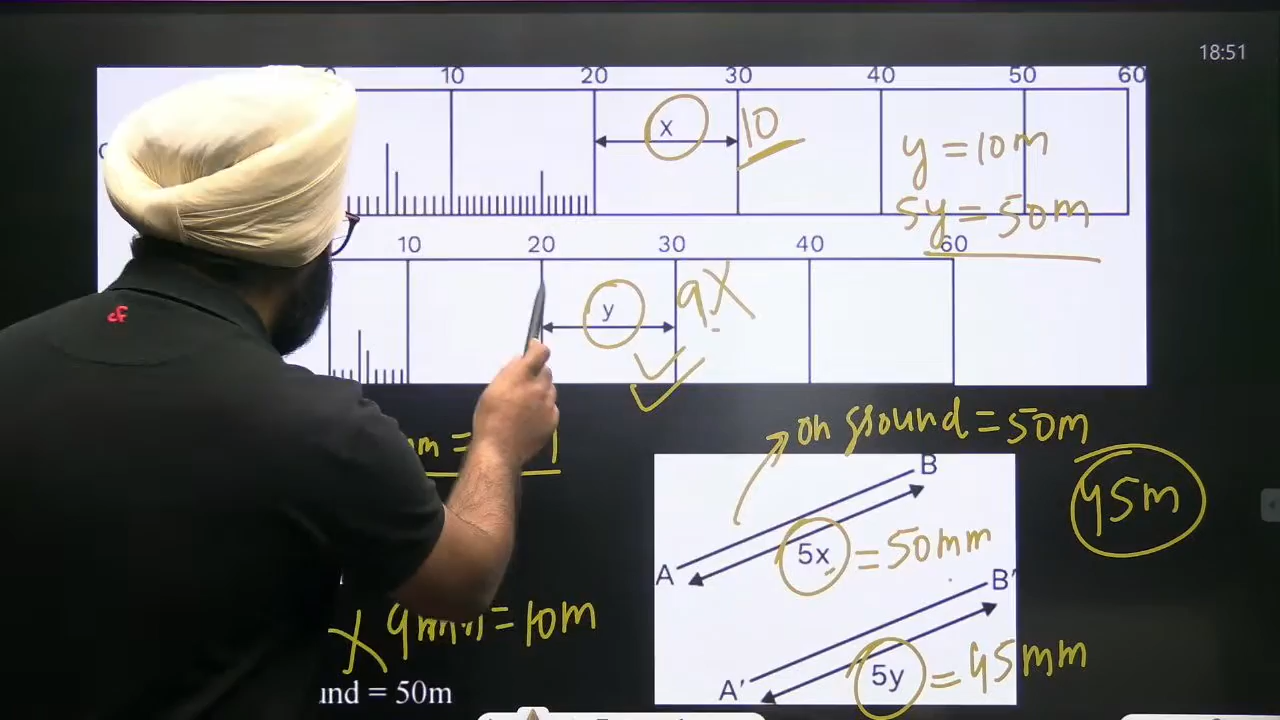 18:51
10 20 30 40 50 60
x 10
y = 10m
5y = 50m
10 20 30 40 60
y 9X
on ground = 50m
45m
B
5x = 50mm
A
B'
X 9mm = 10m
5y = 45mm
A'
und = 50m